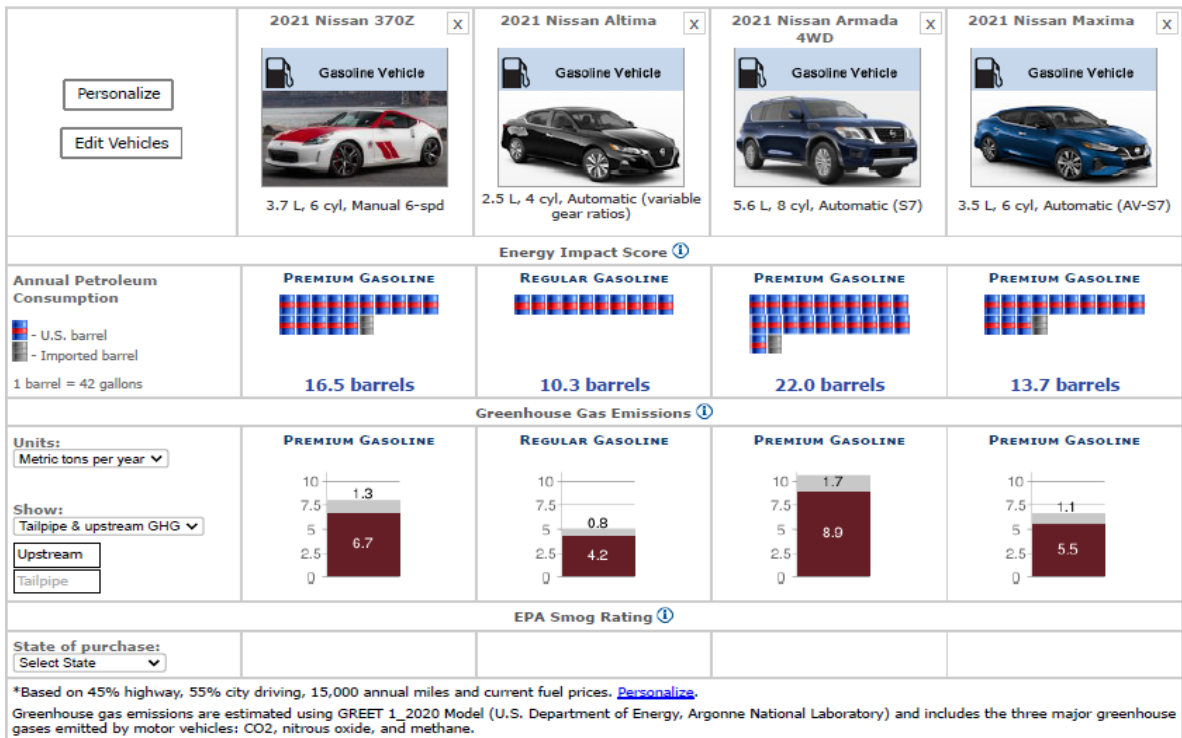 2021 Nissan 370Z
X
2021 Nissan Altima
X
2021 Nissan Armada
4WD
X
2021 Nissan Maxima
X
Personalize
Edit Vehicles
Gasoline Vehicle
Gasoline Vehicle
Gasoline Vehicle
Gasoline Vehicle
3.7 L, 6 cyl, Manual 6-spd
2.5 L, 4 cyl, Automatic (variable
gear ratios)
5.6 L, 8 cyl, Automatic (S7)
3.5 L, 6 cyl, Automatic (AV-S7)
Energy Impact Score i
Annual Petroleum
Consumption
- U.S. barrel
- Imported barrel
1 barrel = 42 gallons
PREMIUM GASOLINE
16.5 barrels
REGULAR GASOLINE
10.3 barrels
PREMIUM GASOLINE
22.0 barrels
PREMIUM GASOLINE
13.7 barrels
Greenhouse Gas Emissions i
Units:
Metric tons per year
Show:
Tailpipe & upstream GHG
Upstream
Tailpipe
PREMIUM GASOLINE
10
7.5
5
2.5
0
1.3
6.7
REGULAR GASOLINE
10
7.5
5
2.5
0
0.8
4.2
PREMIUM GASOLINE
10
7.5
5
2.5
0
1.7
8.9
PREMIUM GASOLINE
10
7.5
5
2.5
0
1.1
5.5
EPA Smog Rating i
State of purchase:
Select State
*Based on 45% highway, 55% city driving, 15,000 annual miles and current fuel prices. Personalize.
Greenhouse gas emissions are estimated using GREET 1_2020 Model (U.S. Department of Energy, Argonne National Laboratory) and includes the three major greenhouse
gases emitted by motor vehicles: CO2, nitrous oxide, and methane.